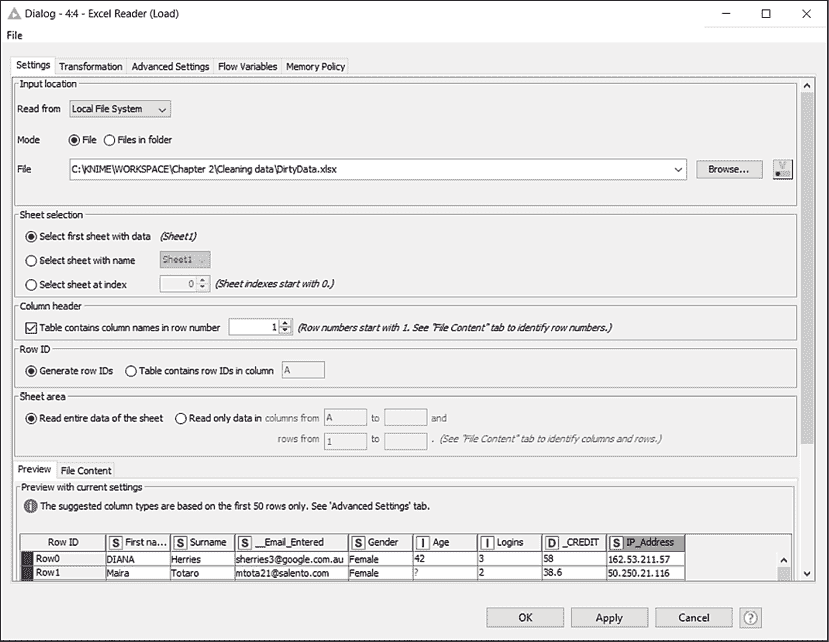 Dialog - 4:4 - Excel Reader (Load)
File
Settings Transformation Advanced Settings Flow Variables Memory Policy
Input location
Read from Local File System
Mode File Files in folder
File C:\KNIME\WORKSPACE\Chapter 2\Cleaning data\DirtyData.xlsx Browse...
Sheet selection
Select first sheet with data (Sheet1)
Select sheet with name Sheet1
Select sheet at index 0 (Sheet indexes start with 0.)
Column header
Table contains column names in row number 1 (Row numbers start with 1. See "File Content" tab to identify row numbers.)
Row ID
Generate row IDs Table contains row IDs in column A
Sheet area
Read entire data of the sheet Read only data in columns from A to and
rows from 1 to . (See "File Content" tab to identify columns and rows.)
Preview File Content
Preview with current settings
The suggested column types are based on the first 50 rows only. See 'Advanced Settings' tab.
Row ID S First na... S Surname S __Email_Entered S Gender I Age I Logins D _CREDIT S IP_Address
Row0 DIANA Herries sherries3@google.com.au Female 42 3 58 162.53.211.57
Row1 Maira Totaro mtota21@salento.com Female ? 2 38.6 50.250.21.116
OK Apply Cancel ?